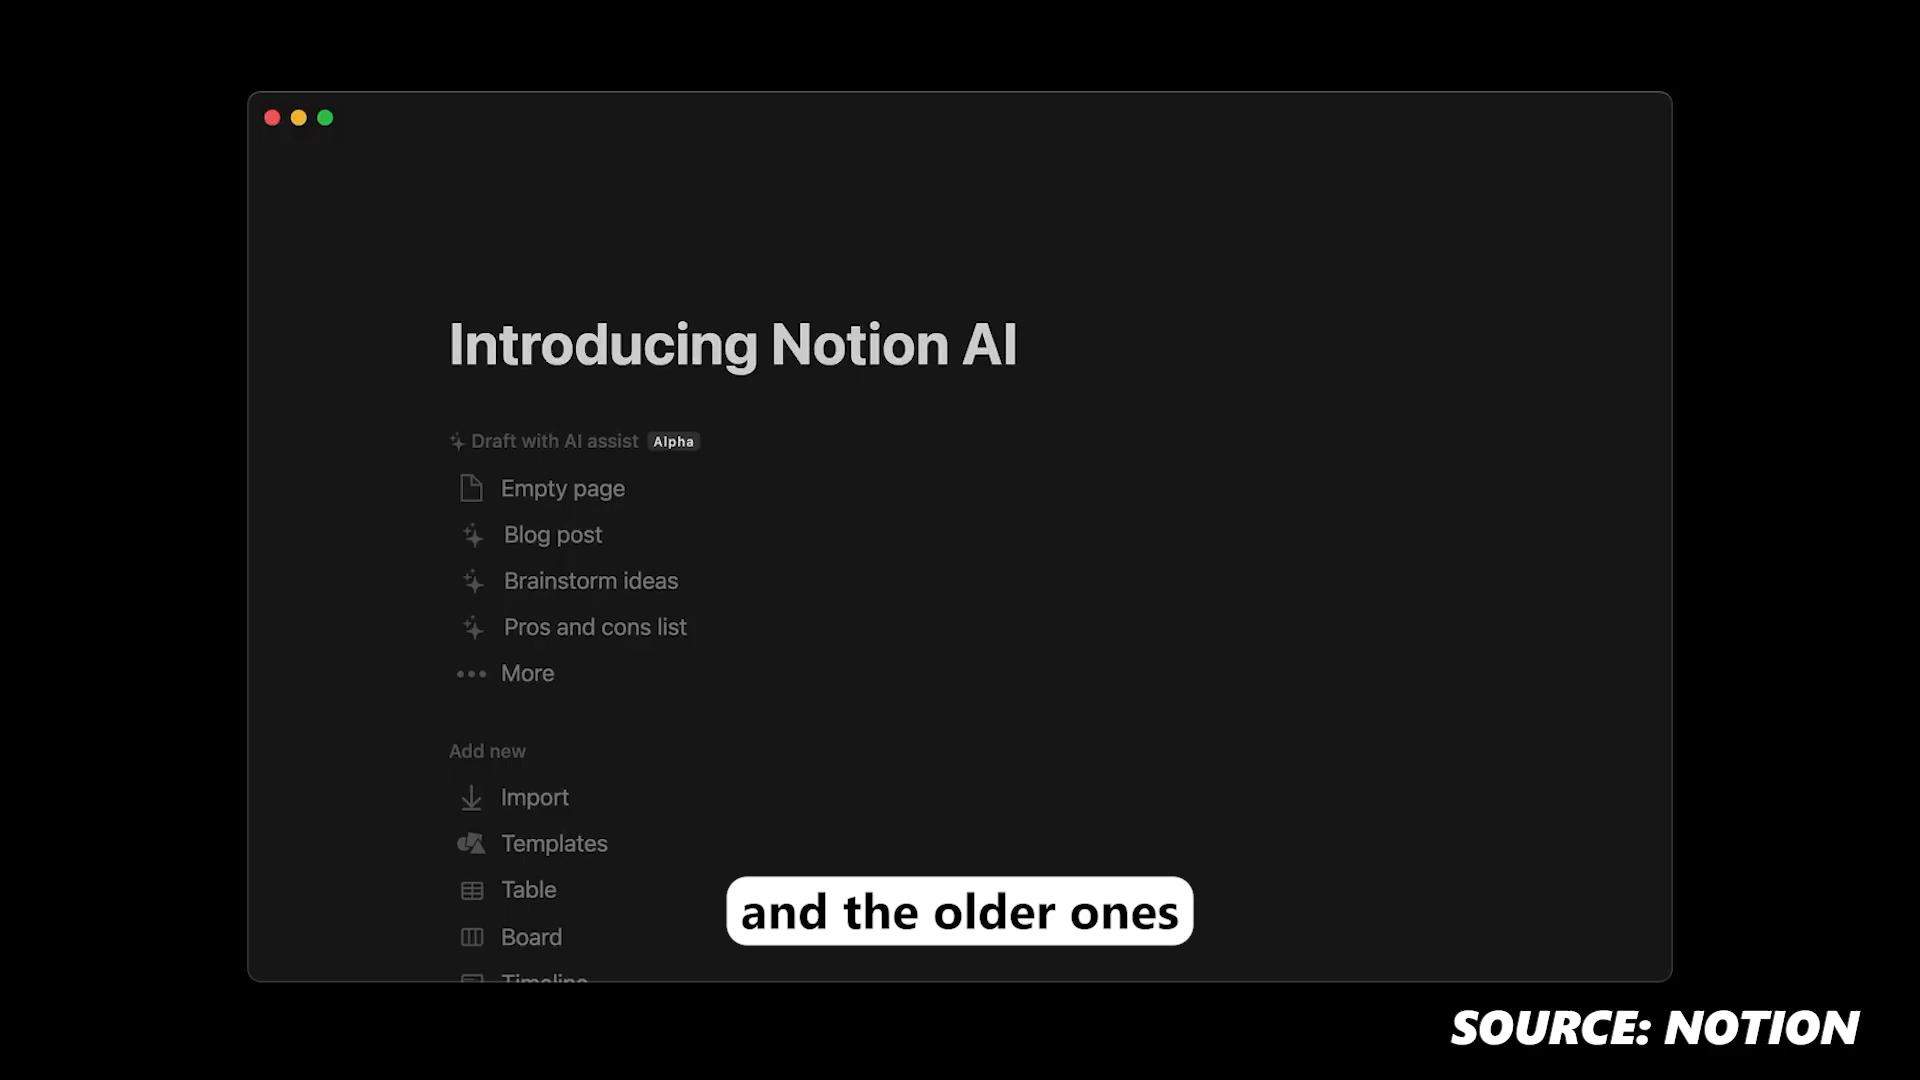 Introducing Notion AI
Draft with AI assist Alpha
Empty page
Blog post
Brainstorm ideas
Pros and cons list
More
Add new
Import
Templates
Table
Board
Timeline
and the older ones
SOURCE: NOTION